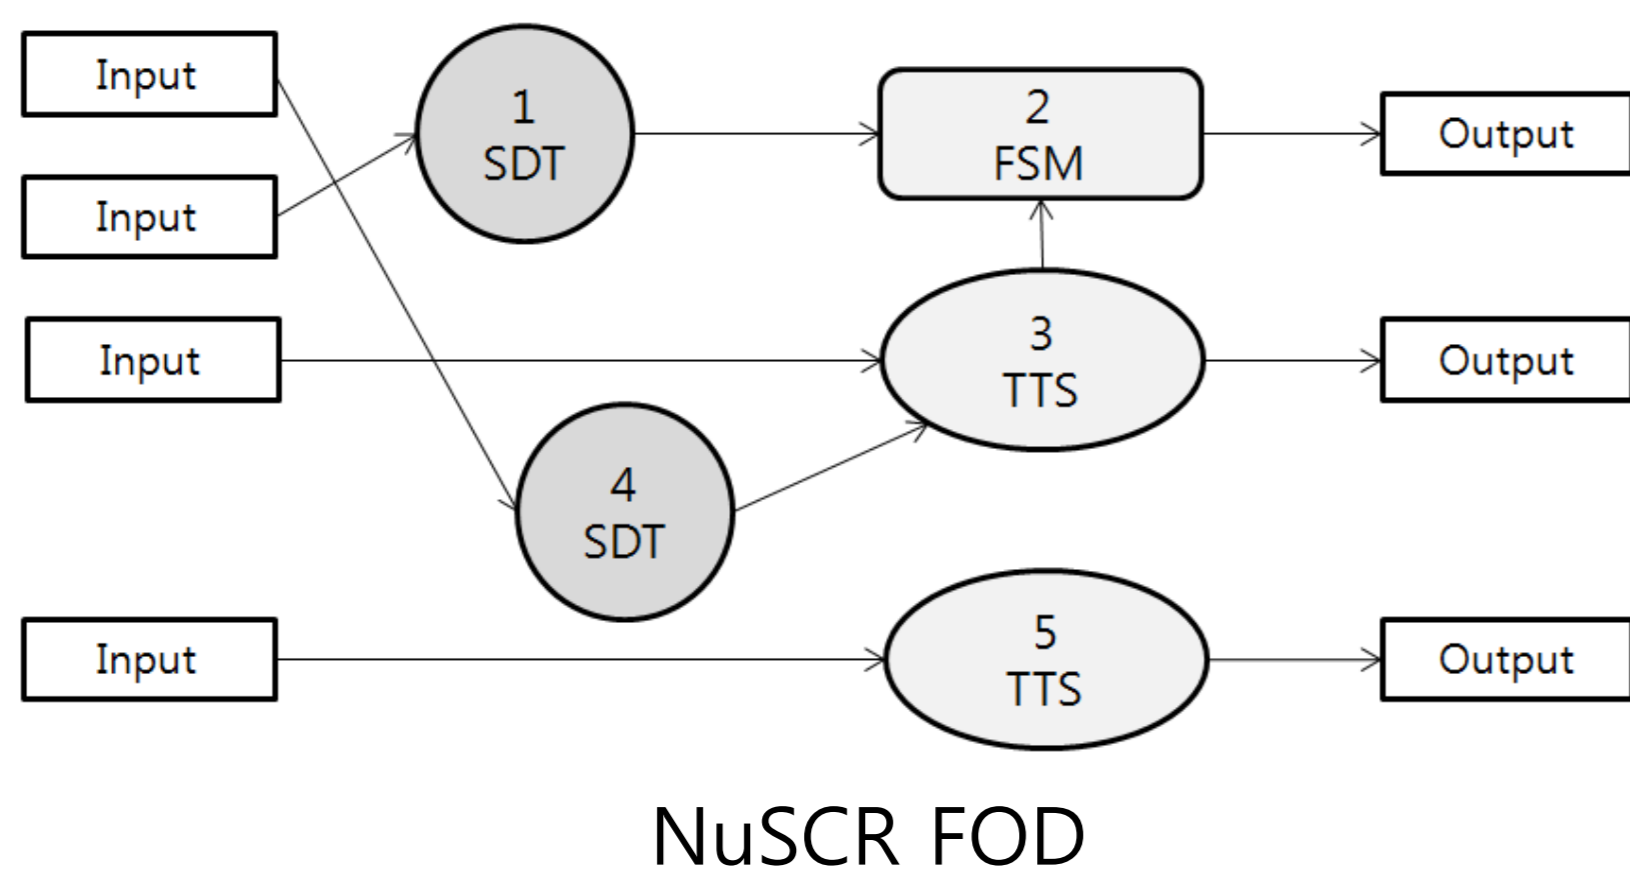 Input
1
SDT
2
FSM
Output
Input
Input
3
TTS
Output
4
SDT
Input
5
TTS
Output
NuSCR FOD